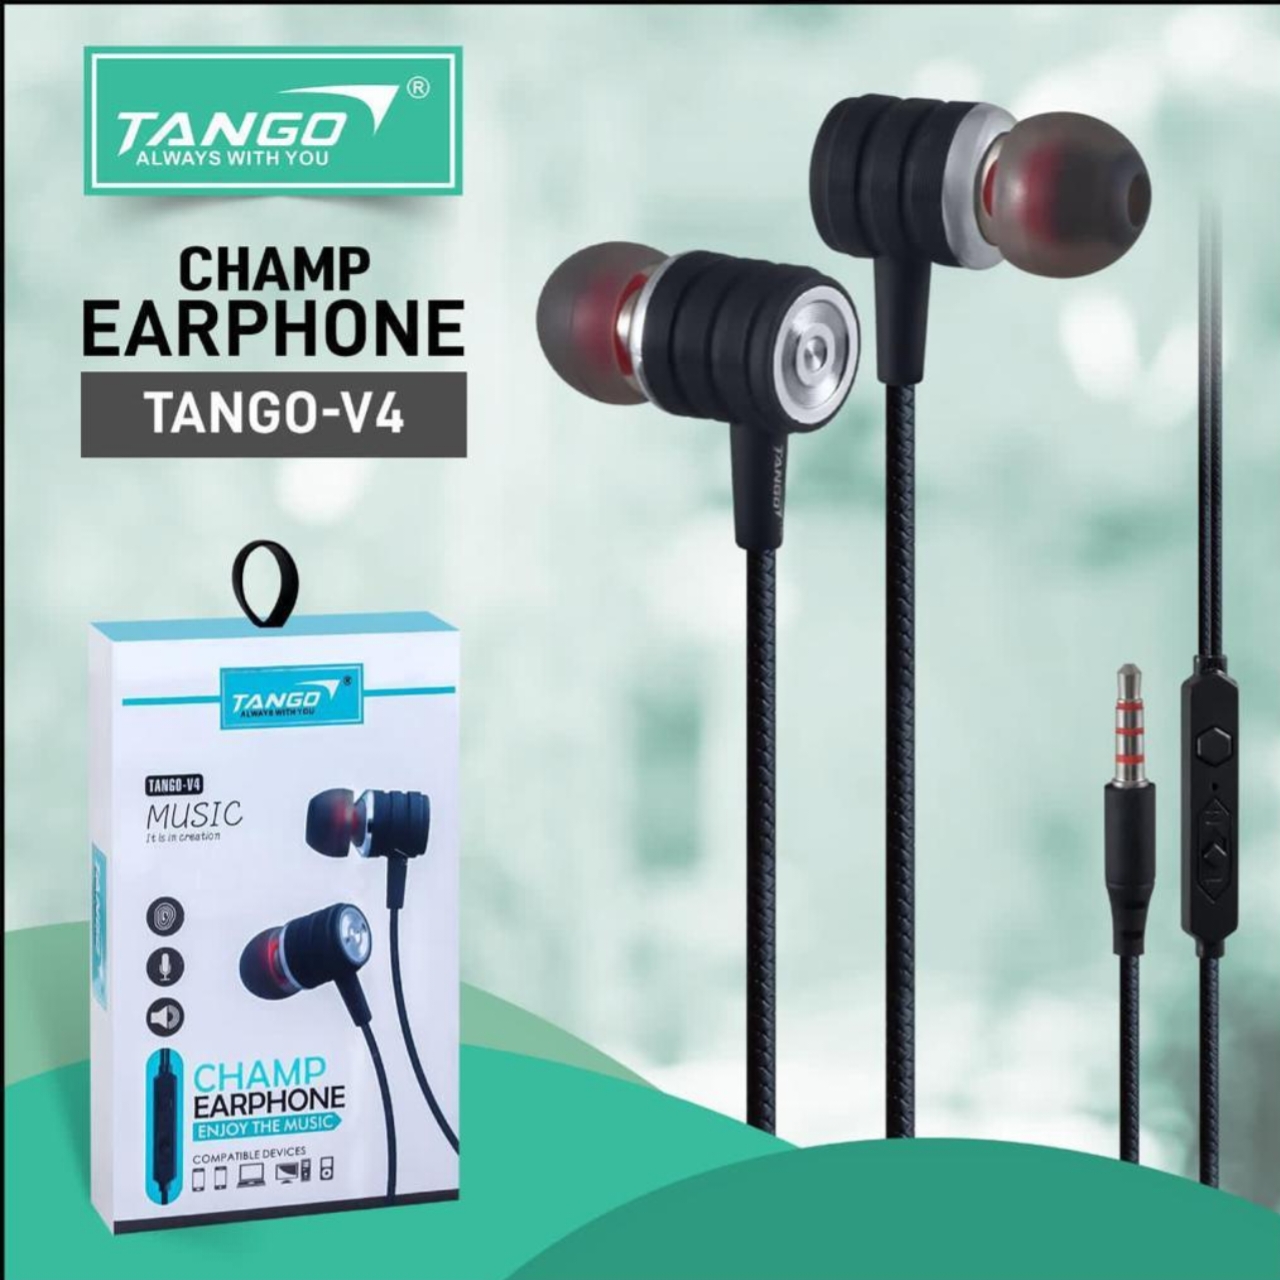 TANGO ®
ALWAYS WITH YOU
CHAMP
EARPHONE
TANGO-V4
TANGO
TANGO ®
ALWAYS WITH YOU
TANGO-V4
MUSIC
It is in creation
CHAMP
EARPHONE
ENJOY THE MUSIC
COMPATIBLE DEVICES